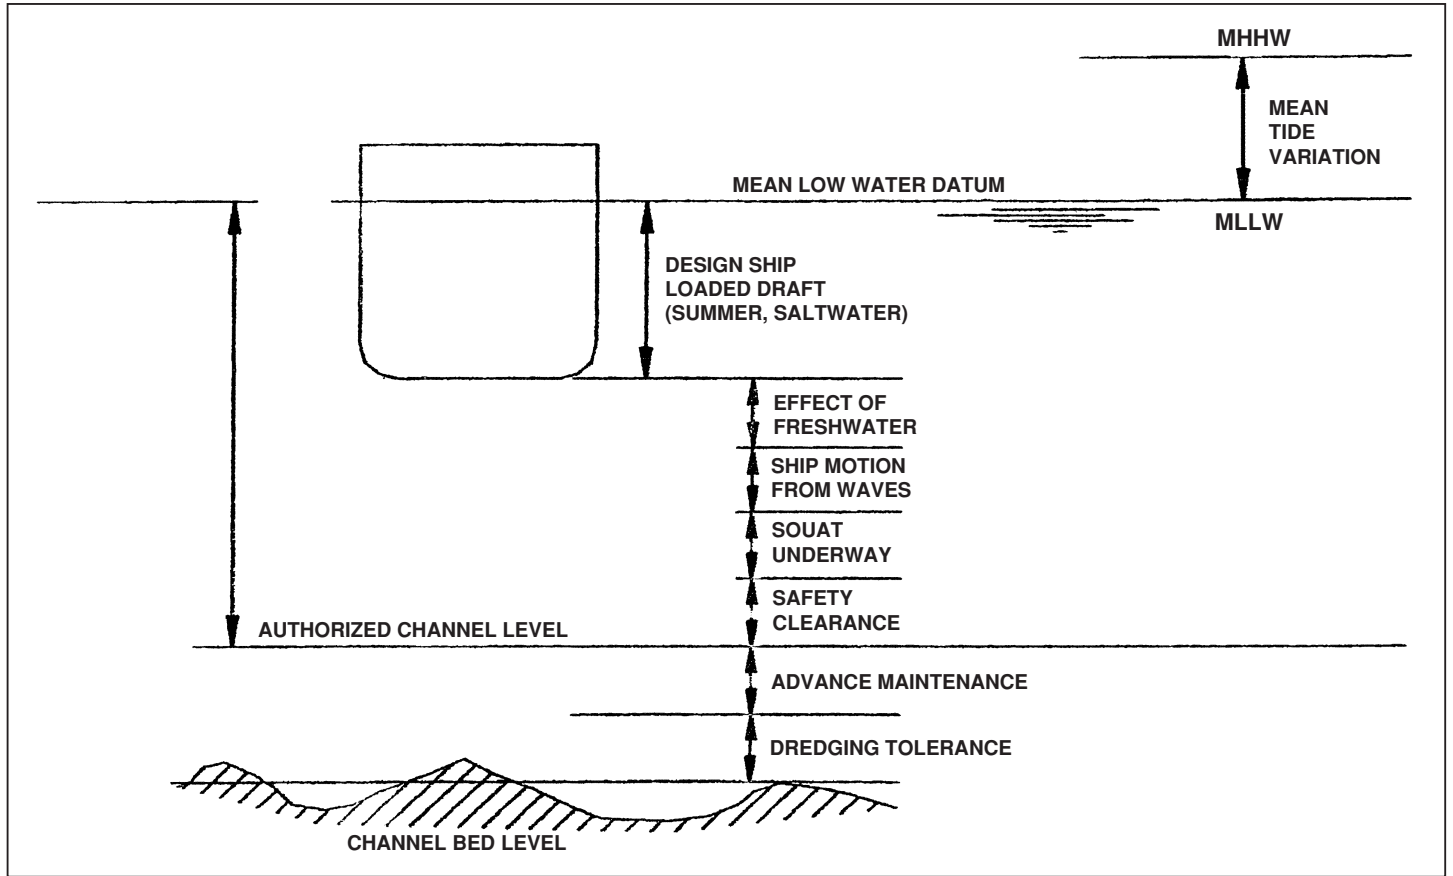 MHHW
MEAN
TIDE
VARIATION
MEAN LOW WATER DATUM
MLLW
DESIGN SHIP
LOADED DRAFT
(SUMMER, SALTWATER)
EFFECT OF
FRESHWATER
SHIP MOTION
FROM WAVES
SOUAT
UNDERWAY
SAFETY
CLEARANCE
AUTHORIZED CHANNEL LEVEL
ADVANCE MAINTENANCE
DREDGING TOLERANCE
CHANNEL BED LEVEL